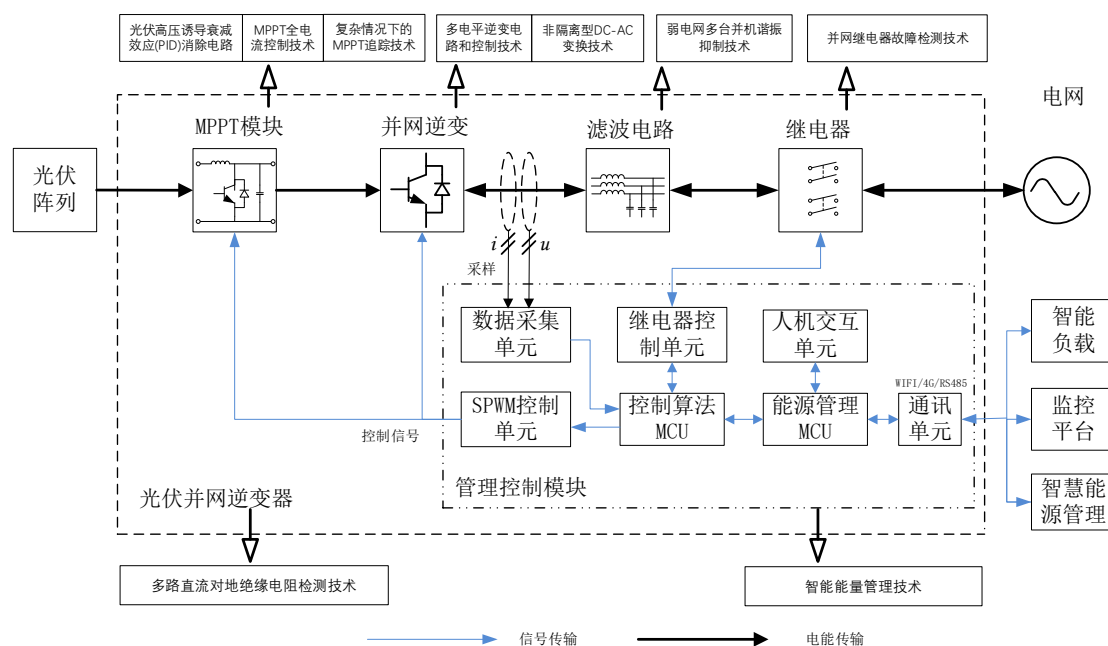 光伏高压诱导衰减
效应(PID)消除电路
MPPT全电
流控制技术
复杂情况下的
MPPT追踪技术
多电平逆变电
路和控制技术
非隔离型DC-AC
变换技术
弱电网多台并机谐振
抑制技术
并网继电器故障检测技术
电网
MPPT模块
并网逆变
滤波电路
继电器
光伏
阵列
i
u
采样
数据采集
单元
继电器控
制单元
人机交互
单元
智能
负载
WIFI/4G/RS485
SPWM控制
单元
控制算法
MCU
能源管理
MCU
通讯
单元
监控
平台
控制信号
管理控制模块
光伏并网逆变器
智慧能
源管理
多路直流对地绝缘电阻检测技术
智能能量管理技术
信号传输
电能传输